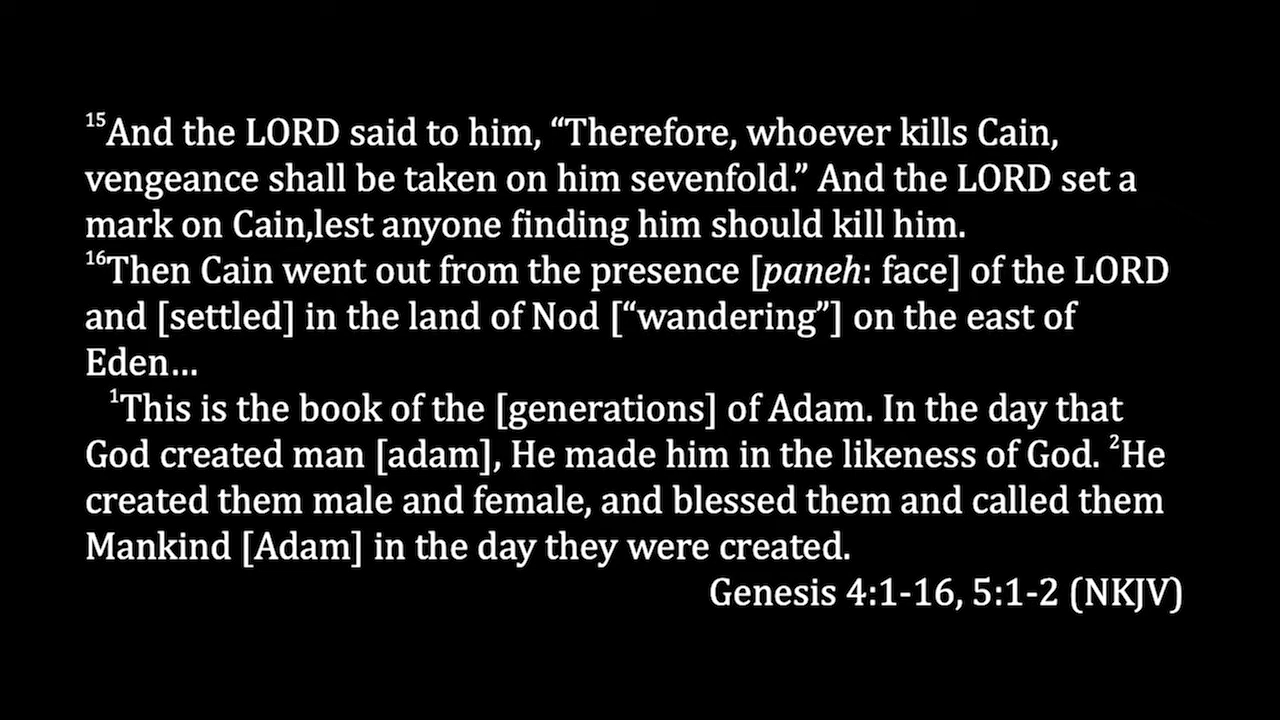 15And the LORD said to him, “Therefore, whoever kills Cain,
vengeance shall be taken on him sevenfold.” And the LORD set a
mark on Cain,lest anyone finding him should kill him.
16Then Cain went out from the presence [paneh: face] of the LORD
and [settled] in the land of Nod [“wandering”] on the east of
Eden…
1This is the book of the [generations] of Adam. In the day that
God created man [adam], He made him in the likeness of God. 2He
created them male and female, and blessed them and called them
Mankind [Adam] in the day they were created.
Genesis 4:1-16, 5:1-2 (NKJV)